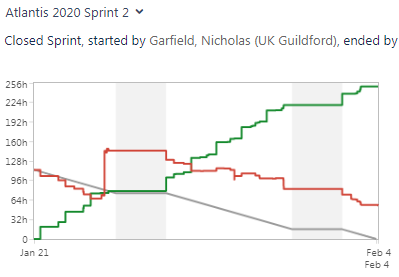 Atlantis 2020 Sprint 2
Closed Sprint, started by Garfield, Nicholas (UK Guildford), ended by
256h
224h
192h
160h
128h
96h
64h
32h
0
Jan 21
Feb 4
Feb 4